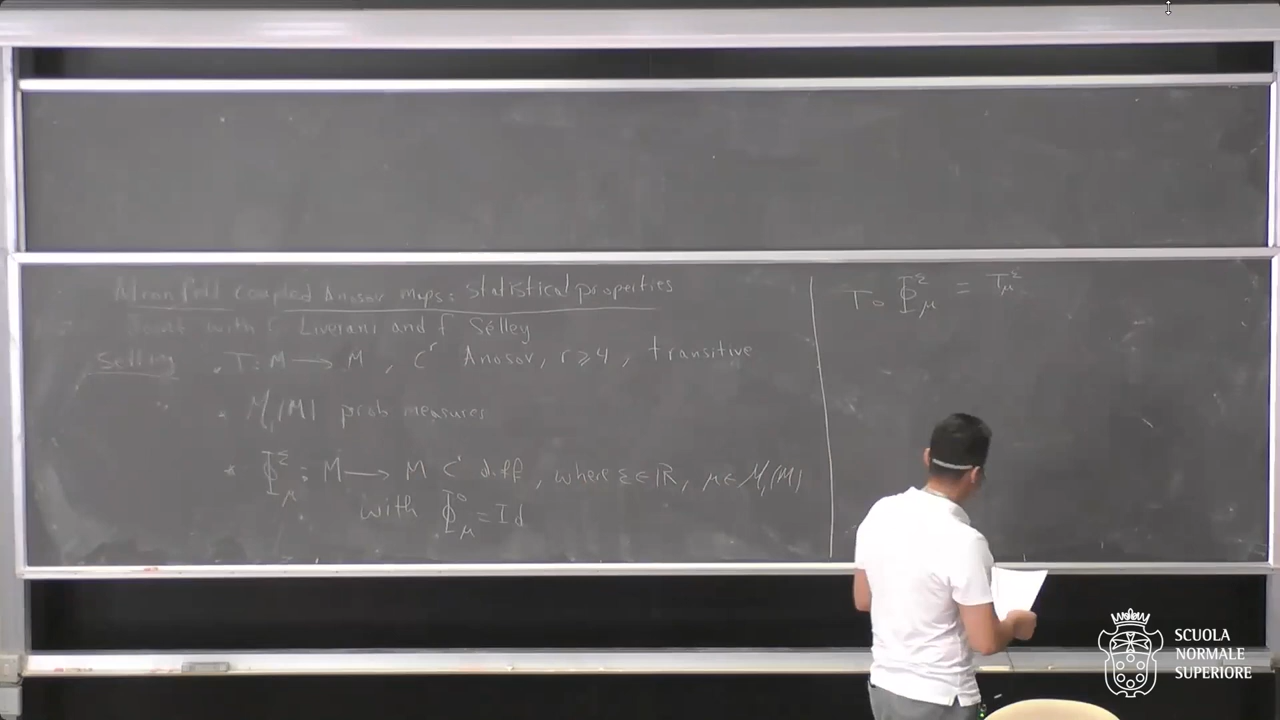 Mean field coupled Anosov maps: statistical properties
Joint with C. Liverani and F. Sélley
Setting . T: M → M , C^r Anosov, r ≥ 4 , transitive
. M_1(M) prob measures
* Φ^ε_μ : M → M C^r diff , where ε ∈ ℝ, μ ∈ M_1(M)
with Φ^0_μ = Id
T ∘ Φ^ε_μ = T^ε_μ
SCUOLA
NORMALE
SUPERIORE